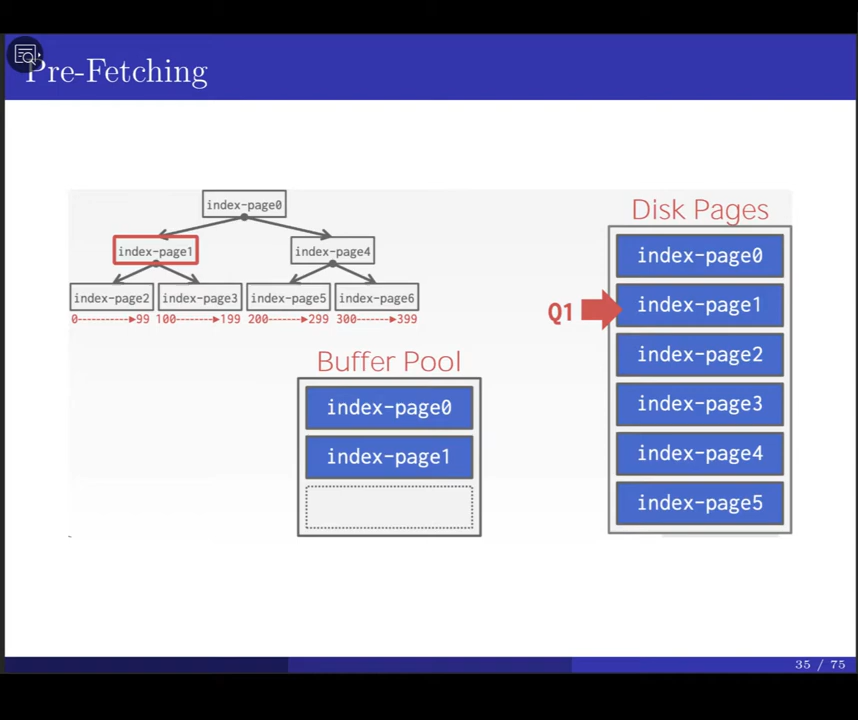 Pre-Fetching
index-page0
index-page1
index-page4
index-page2
index-page3
index-page5
index-page6
0--------▸99
100------▸199
200------▸299
300------▸399
Buffer Pool
index-page0
index-page1
Disk Pages
index-page0
Q1
index-page1
index-page2
index-page3
index-page4
index-page5
35 / 75